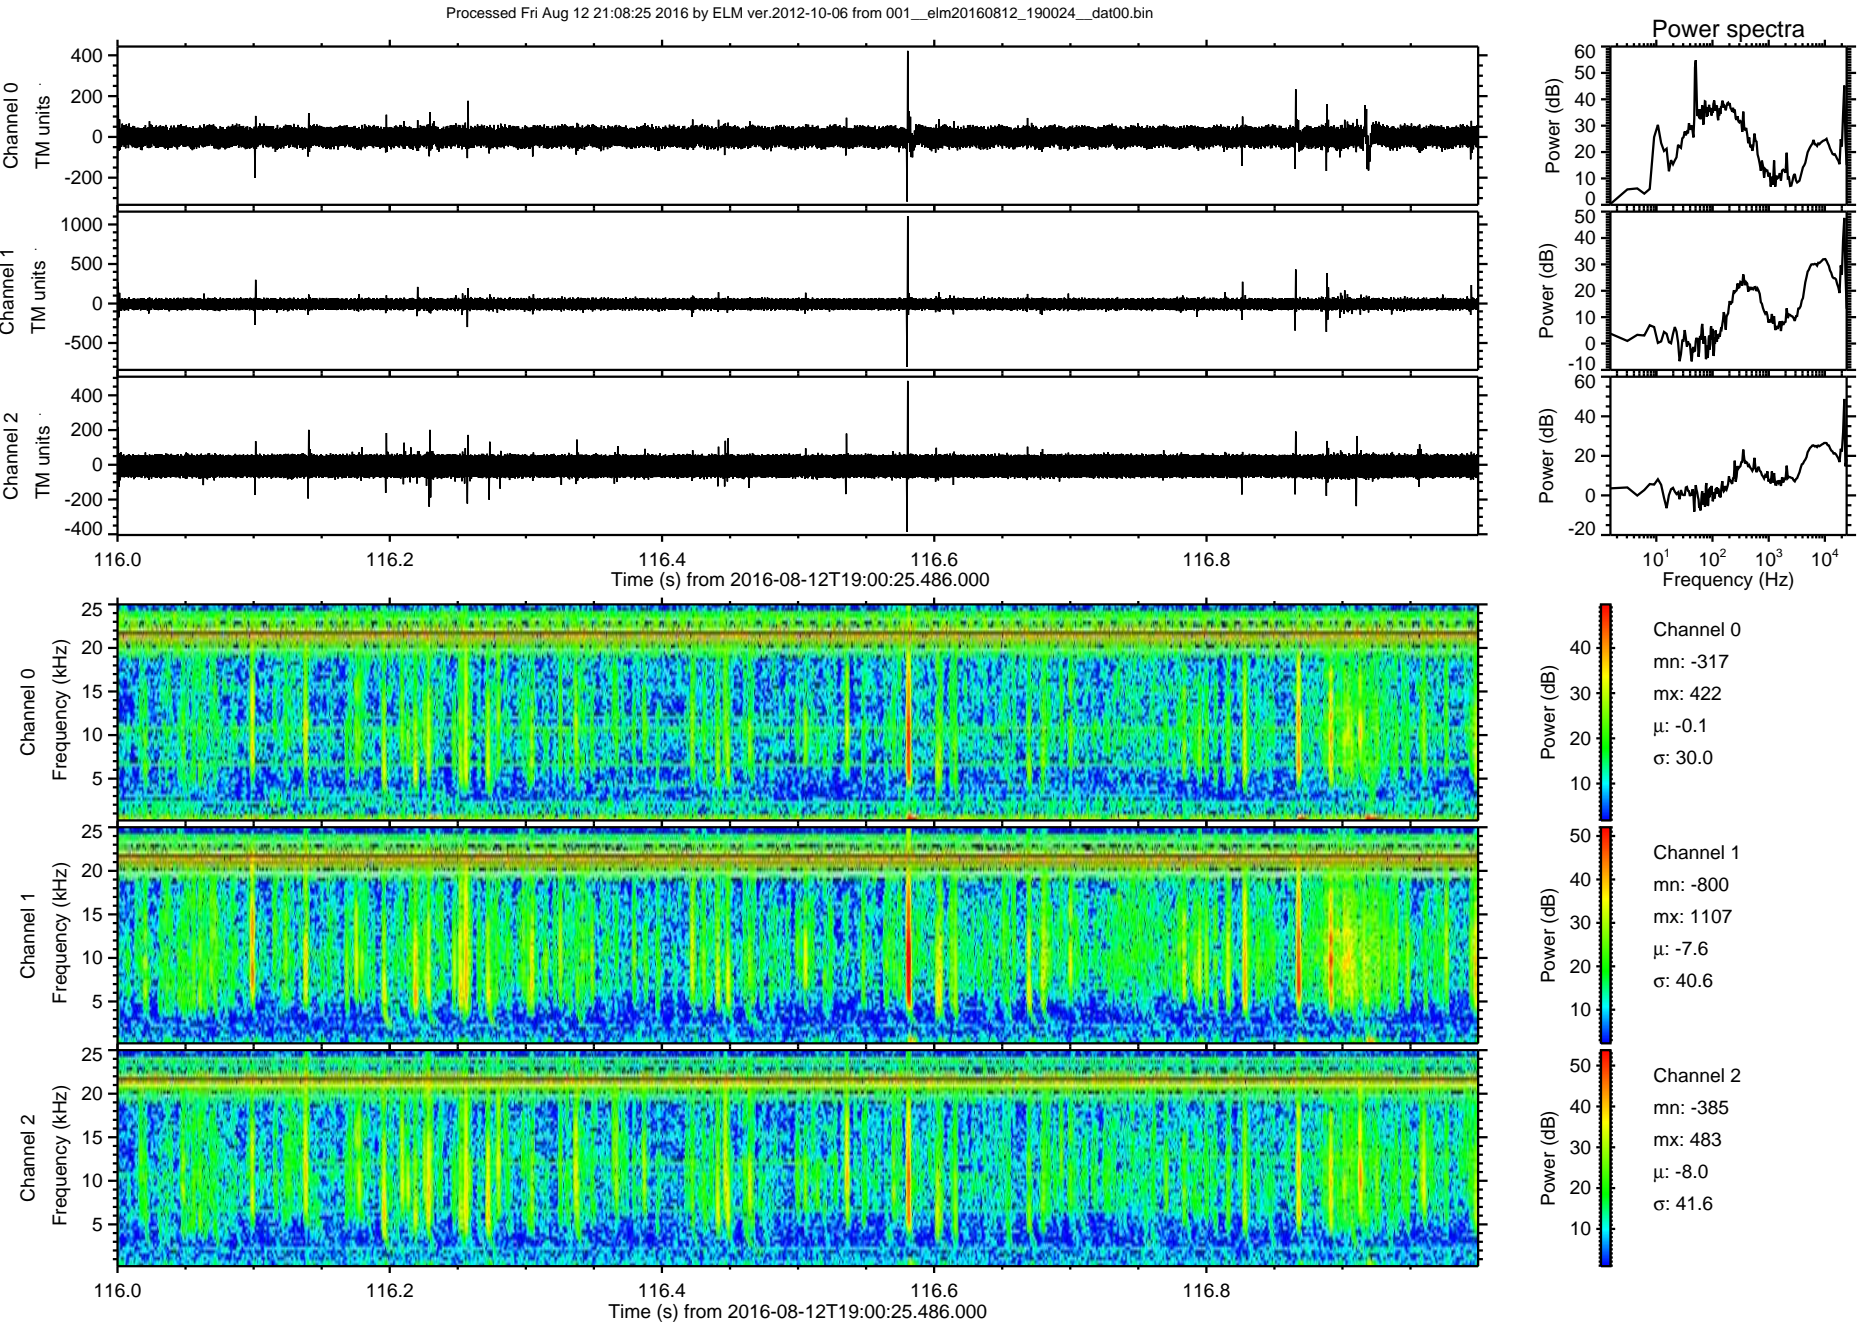 Processed Fri Aug 12 21:08:25 2016 by ELM ver.2012-10-06 from 001__elm20160812_190024__dat00.bin
Power spectra
Channel 0
TM units
400
200
0
-200
Power (dB)
60
50
40
30
20
10
0
Channel 1
TM units
1000
500
0
-500
Power (dB)
50
40
30
20
10
0
-10
Channel 2
TM units
400
200
0
-200
-400
Power (dB)
60
40
20
0
-20
116.0 116.2 116.4 116.6 116.8
Time (s) from 2016-08-12T19:00:25.486.000
10^1 10^2 10^3 10^4
Frequency (Hz)
Channel 0
Frequency (kHz)
25
20
15
10
5
Power (dB)
40
30
20
10
Channel 0
mn: -317
mx: 422
μ: -0.1
σ: 30.0
Channel 1
Frequency (kHz)
25
20
15
10
5
Power (dB)
50
40
30
20
10
Channel 1
mn: -800
mx: 1107
μ: -7.6
σ: 40.6
Channel 2
Frequency (kHz)
25
20
15
10
5
Power (dB)
50
40
30
20
10
Channel 2
mn: -385
mx: 483
μ: -8.0
σ: 41.6
116.0 116.2 116.4 116.6 116.8
Time (s) from 2016-08-12T19:00:25.486.000